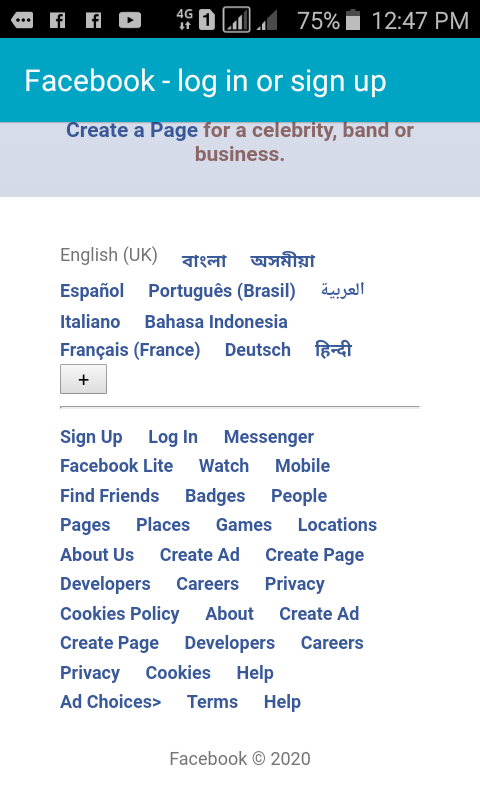 4G 1 75% 12:47 PM
Facebook - log in or sign up
Create a Page for a celebrity, band or
business.
English (UK) বাংলা অসমীয়া
Español Português (Brasil) العربية
Italiano Bahasa Indonesia
Français (France) Deutsch हिन्दी
+
Sign Up Log In Messenger
Facebook Lite Watch Mobile
Find Friends Badges People
Pages Places Games Locations
About Us Create Ad Create Page
Developers Careers Privacy
Cookies Policy About Create Ad
Create Page Developers Careers
Privacy Cookies Help
Ad Choices> Terms Help
Facebook © 2020